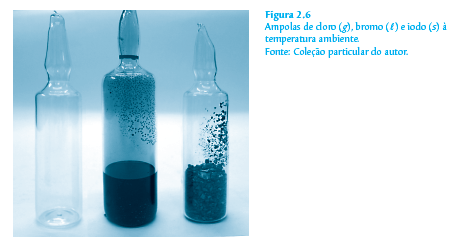 Figura 2.6
Ampolas de cloro (g), bromo (ℓ) e iodo (s) à
temperatura ambiente.
Fonte: Coleção particular do autor.